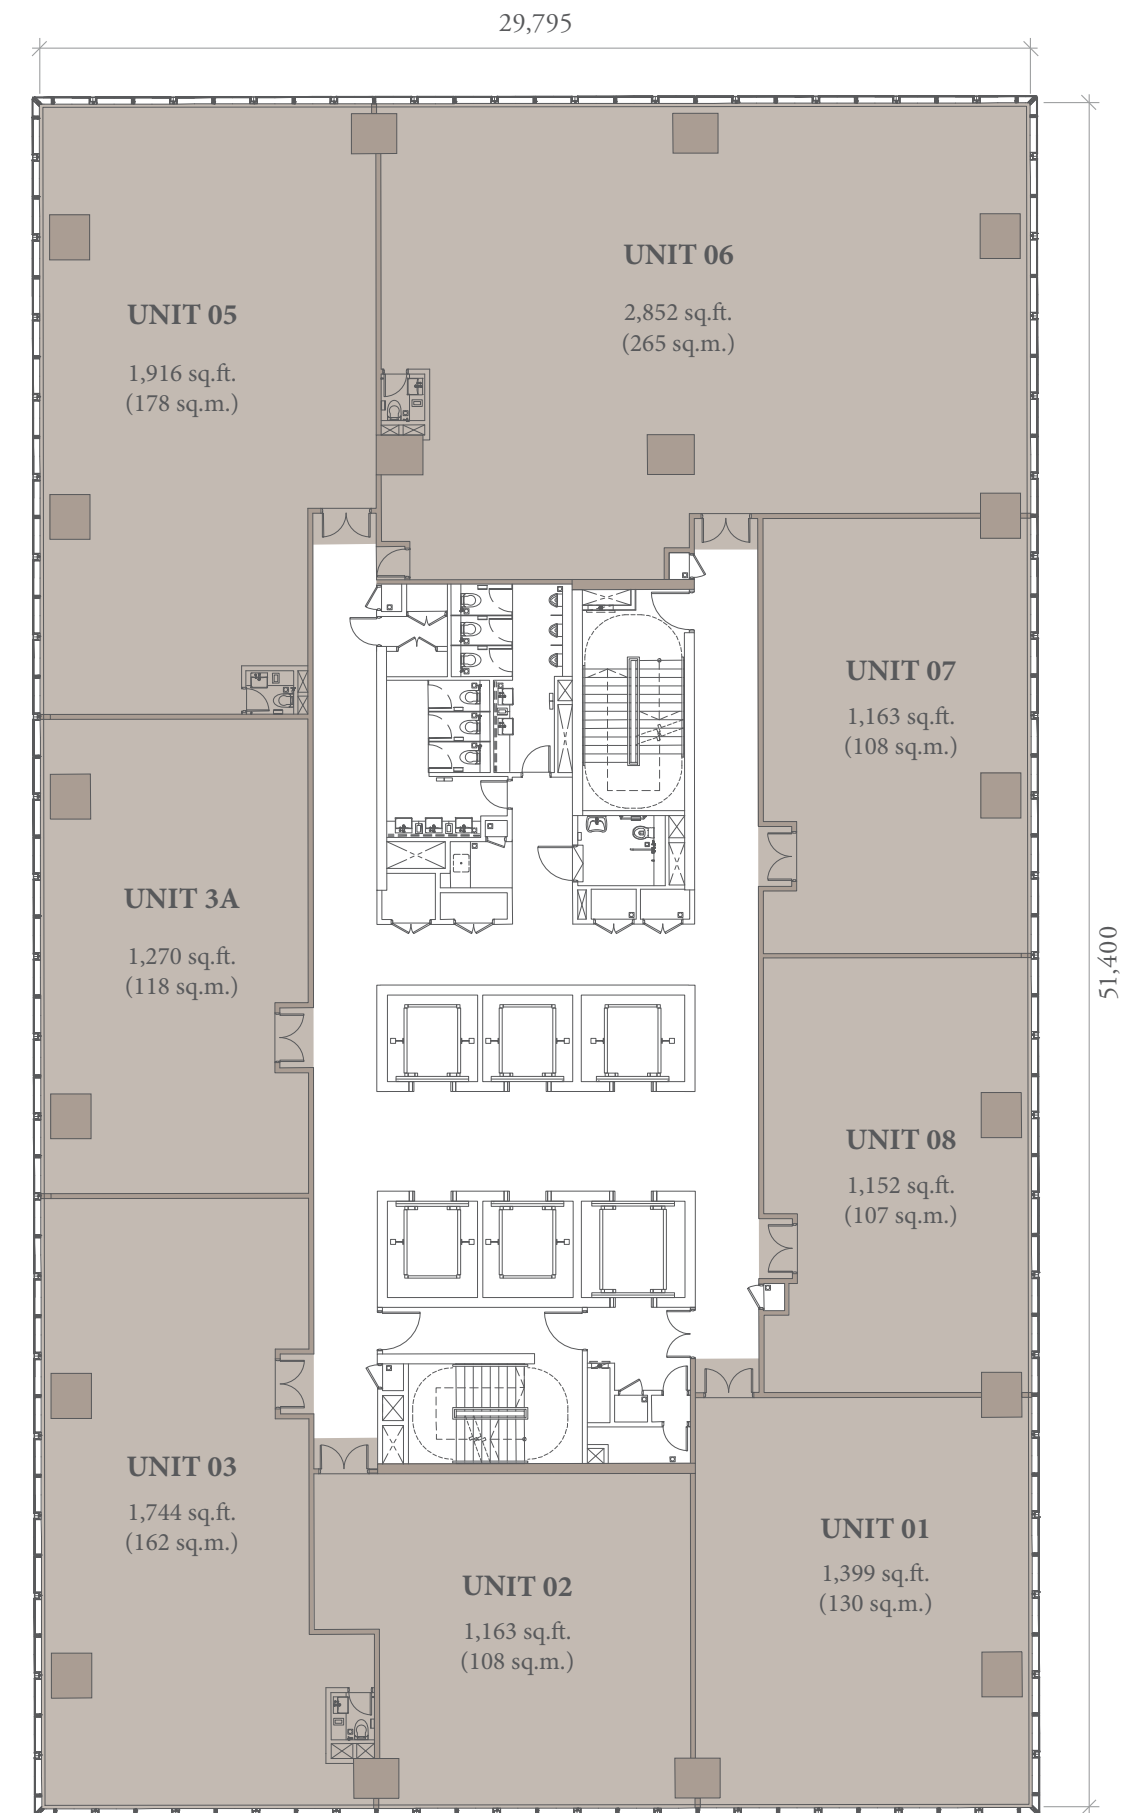 29,795
UNIT 06
2,852 sq.ft.
(265 sq.m.)
UNIT 05
1,916 sq.ft.
(178 sq.m.)
UNIT 07
1,163 sq.ft.
(108 sq.m.)
UNIT 3A
1,270 sq.ft.
(118 sq.m.)
51,400
UNIT 08
1,152 sq.ft.
(107 sq.m.)
UNIT 03
1,744 sq.ft.
(162 sq.m.)
UNIT 01
1,399 sq.ft.
(130 sq.m.)
UNIT 02
1,163 sq.ft.
(108 sq.m.)